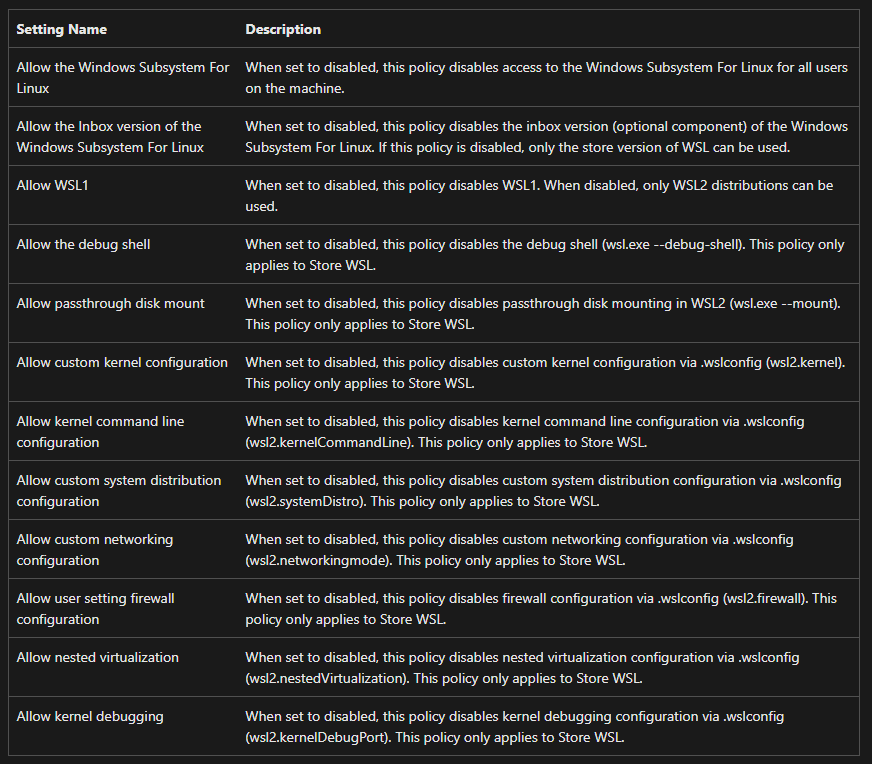 Setting Name Description
Allow the Windows Subsystem For When set to disabled, this policy disables access to the Windows Subsystem For Linux for all users
Linux on the machine.
Allow the Inbox version of the When set to disabled, this policy disables the inbox version (optional component) of the Windows
Windows Subsystem For Linux Subsystem For Linux. If this policy is disabled, only the store version of WSL can be used.
Allow WSL1 When set to disabled, this policy disables WSL1. When disabled, only WSL2 distributions can be
used.
Allow the debug shell When set to disabled, this policy disables the debug shell (wsl.exe --debug-shell). This policy only
applies to Store WSL.
Allow passthrough disk mount When set to disabled, this policy disables passthrough disk mounting in WSL2 (wsl.exe --mount).
This policy only applies to Store WSL.
Allow custom kernel configuration When set to disabled, this policy disables custom kernel configuration via .wslconfig (wsl2.kernel).
This policy only applies to Store WSL.
Allow kernel command line When set to disabled, this policy disables kernel command line configuration via .wslconfig
configuration (wsl2.kernelCommandLine). This policy only applies to Store WSL.
Allow custom system distribution When set to disabled, this policy disables custom system distribution configuration via .wslconfig
configuration (wsl2.systemDistro). This policy only applies to Store WSL.
Allow custom networking When set to disabled, this policy disables custom networking configuration via .wslconfig
configuration (wsl2.networkingmode). This policy only applies to Store WSL.
Allow user setting firewall When set to disabled, this policy disables firewall configuration via .wslconfig (wsl2.firewall). This
configuration policy only applies to Store WSL.
Allow nested virtualization When set to disabled, this policy disables nested virtualization configuration via .wslconfig
(wsl2.nestedVirtualization). This policy only applies to Store WSL.
Allow kernel debugging When set to disabled, this policy disables kernel debugging configuration via .wslconfig
(wsl2.kernelDebugPort). This policy only applies to Store WSL.